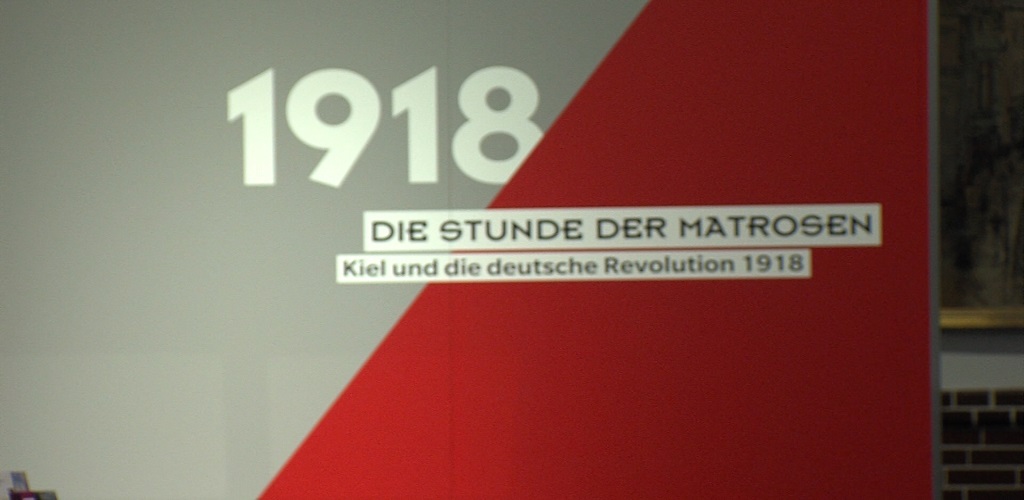 1918
DIE STUNDE DER MATROSEN
Kiel und die deutsche Revolution 1918